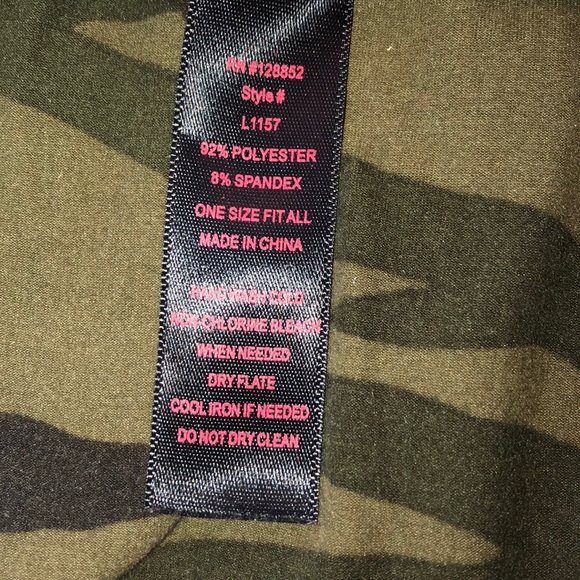 RN #128852
Style #
L1157
92% POLYESTER
8% SPANDEX
ONE SIZE FIT ALL
MADE IN CHINA
WASH COLD
NON-CHLORINE BLEACH
WHEN NEEDED
DRY FLATE
COOL IRON IF NEEDED
DO NOT DRY CLEAN